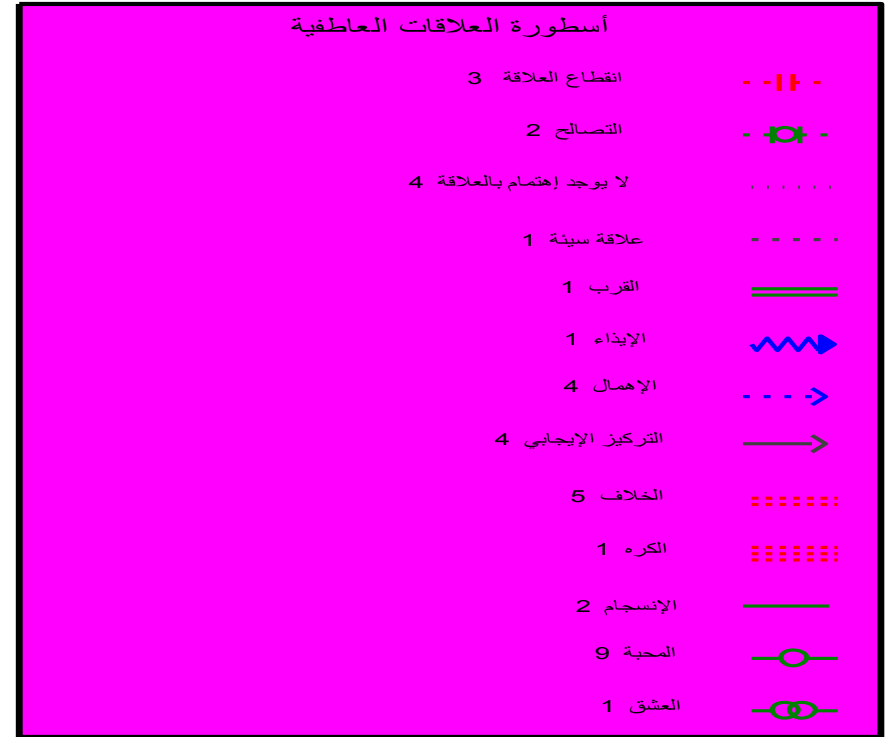 أسطورة العلاقات العاطفية
انقطاع العلاقة 3
التصالح 2
لا يوجد إهتمام بالعلاقة 4
علاقة سيئة 1
القرب 1
الإيذاء 1
الإهمال 4
التركيز الإيجابي 4
الخلاف 5
الكره 1
الإنسجام 2
المحبة 9
العشق 1